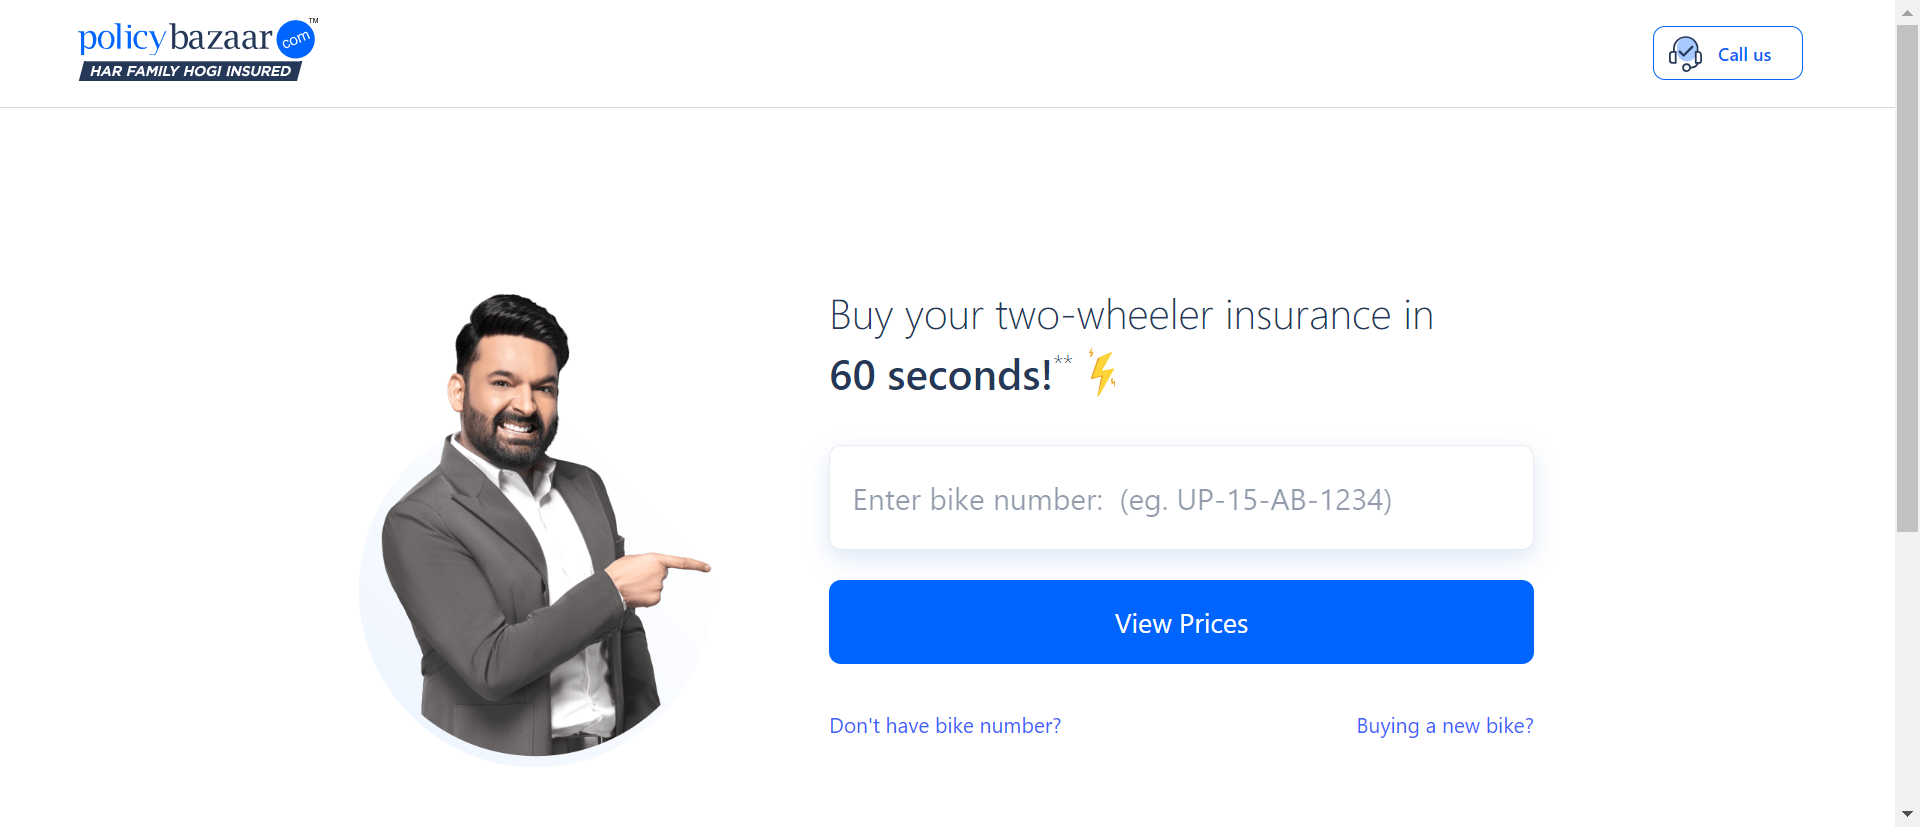 policybazaar.com™
HAR FAMILY HOGI INSURED
Call us
Buy your two-wheeler insurance in
60 seconds!**
Enter bike number: (eg. UP-15-AB-1234)
View Prices
Don't have bike number?
Buying a new bike?